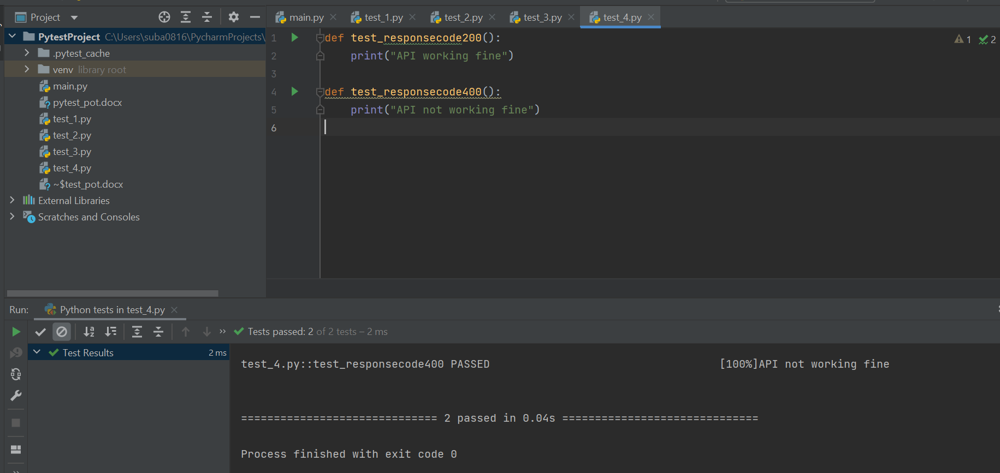 Project
main.py
test_1.py
test_2.py
test_3.py
test_4.py
PytestProject C:\Users\suba0816\PycharmProjects\
.pytest_cache
venv library root
main.py
pytest_pot.docx
test_1.py
test_2.py
test_3.py
test_4.py
~$test_pot.docx
External Libraries
Scratches and Consoles
1 def test_responsecode200():
2 print("API working fine")
3
4 def test_responsecode400():
5 print("API not working fine")
6
1 2
Run: Python tests in test_4.py
Tests passed: 2 of 2 tests – 2 ms
Test Results 2 ms
test_4.py::test_responsecode400 PASSED [100%]API not working fine
============================== 2 passed in 0.04s ==============================
Process finished with exit code 0